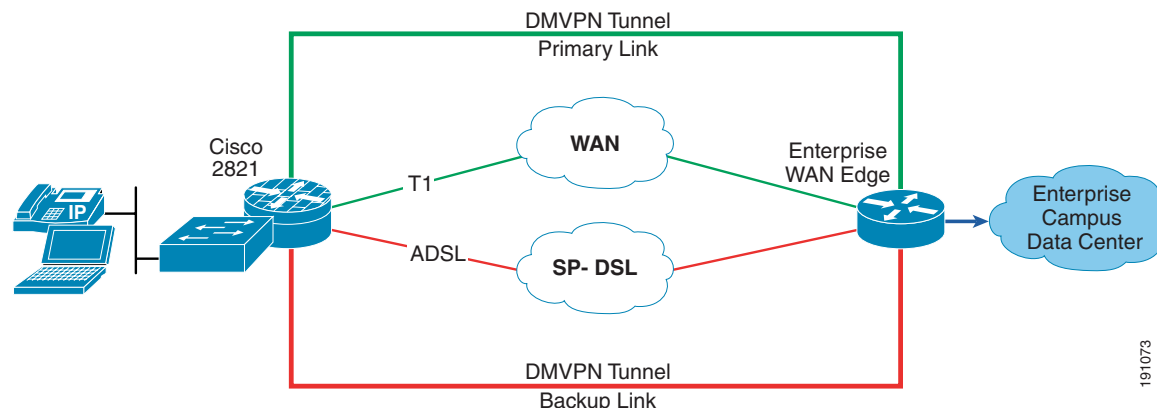 DMVPN Tunnel
Primary Link
WAN
Cisco
2821
Enterprise
WAN Edge
T1
IP
Enterprise
Campus
Data Center
ADSL
SP- DSL
DMVPN Tunnel
Backup Link
191073